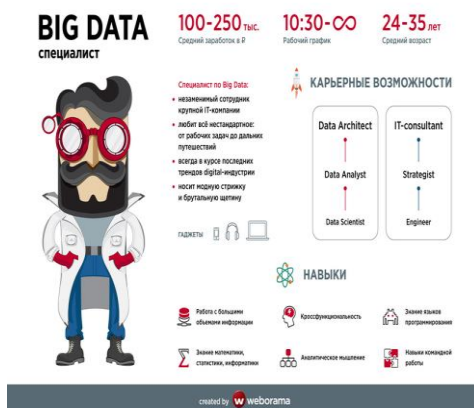 BIG DATA
специалист
100-250 тыс.
Средний заработок в ₽
10:30-∞
Рабочий график
24-35 лет
Средний возраст
Специалист по Big Data:
• незаменимый сотрудник
крупной IT-компании
• любит всё нестандартное:
от рабочих задач до дальних
путешествий
• всегда в курсе последних
трендов digital-индустрии
• носит модную стрижку
и брутальную щетину
ГАДЖЕТЫ
КАРЬЕРНЫЕ ВОЗМОЖНОСТИ
Data Architect
Data Analyst
Data Scientist
IT-consultant
Strategist
Engineer
НАВЫКИ
Работа с большими
объемами информации
Кроссфункциональность
Знание языков
программирования
Знание математики,
статистики, информатики
Аналитическое мышление
Навыки командной
работы
created by weborama